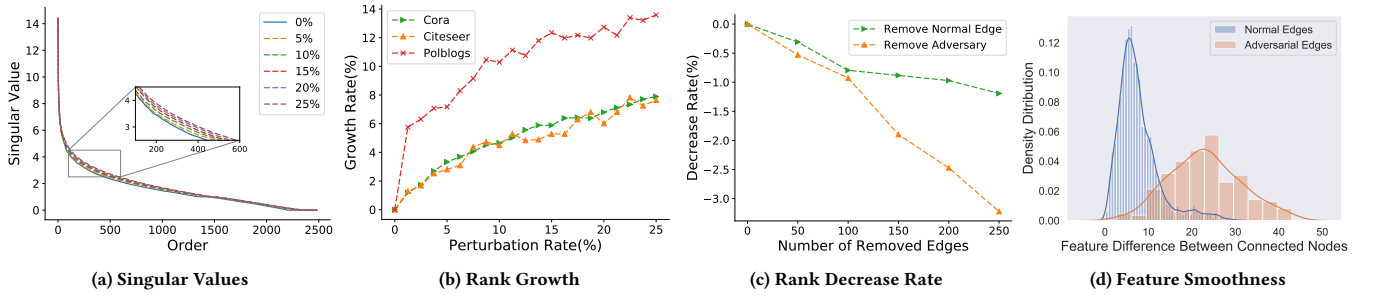 Singular Value
14
12
10
8
6
4
2
0
0 500 1000 1500 2000 2500
Order
0%
5%
10%
15%
20%
25%
4
3
200 400 600
(a) Singular Values
Growth Rate(%)
14
12
10
8
6
4
2
0
0 5 10 15 20 25
Perturbation Rate(%)
Cora
Citeseer
Polblogs
(b) Rank Growth
Decrease Rate(%)
0.0
−0.5
−1.0
−1.5
−2.0
−2.5
−3.0
0 50 100 150 200 250
Number of Removed Edges
Remove Normal Edge
Remove Adversary
(c) Rank Decrease Rate
Density Distribution
0.12
0.10
0.08
0.06
0.04
0.02
0.00
0 10 20 30 40 50
Feature Difference Between Connected Nodes
Normal Edges
Adversarial Edges
(d) Feature Smoothness